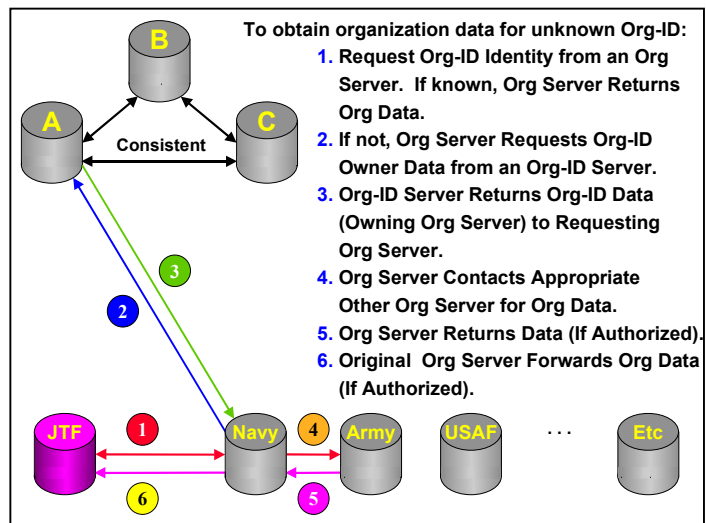 To obtain organization data for unknown Org-ID:
1. Request Org-ID Identity from an Org
Server.  If known, Org Server Returns
Org Data.
2. If not, Org Server Requests Org-ID
Owner Data from an Org-ID Server.
3. Org-ID Server Returns Org-ID Data
(Owning Org Server) to Requesting
Org Server.
4. Org Server Contacts Appropriate
Other Org Server for Org Data.
5. Org Server Returns Data (If Authorized).
6. Original  Org Server Forwards Org Data
(If Authorized).
B
A
C
Consistent
3
2
JTF
1
Navy
4
Army
USAF
. . .
Etc
6
5